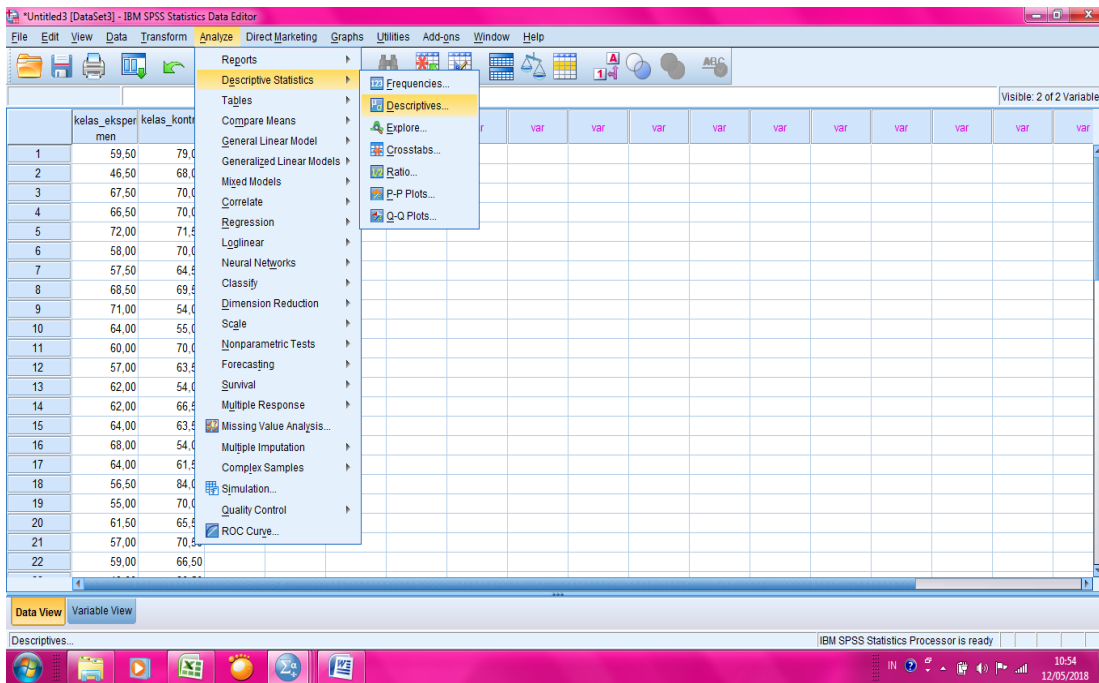 *Untitled3 [DataSet3] - IBM SPSS Statistics Data Editor
File Edit View Data Transform Analyze Direct Marketing Graphs Utilities Add-ons Window Help
Visible: 2 of 2 Variable
Reports
Descriptive Statistics
Tables
Compare Means
General Linear Model
Generalized Linear Models
Mixed Models
Correlate
Regression
Loglinear
Neural Networks
Classify
Dimension Reduction
Scale
Nonparametric Tests
Forecasting
Survival
Multiple Response
Missing Value Analysis...
Multiple Imputation
Complex Samples
Simulation...
Quality Control
ROC Curve...
Frequencies...
Descriptives...
Explore...
Crosstabs...
Ratio...
P-P Plots...
Q-Q Plots...
kelas_eksper kelas_kontr
men
var var var var var var var var var var
1 59,50 79,0
2 46,50 68,0
3 67,50 70,0
4 66,50 70,0
5 72,00 71,5
6 58,00 70,0
7 57,50 64,5
8 68,50 69,5
9 71,00 54,0
10 64,00 55,0
11 60,00 70,0
12 57,00 63,5
13 62,00 54,0
14 62,00 66,5
15 64,00 63,5
16 68,00 54,0
17 64,00 61,5
18 56,50 84,0
19 55,00 70,0
20 61,50 65,5
21 57,00 70,50
22 59,00 66,50
Data View Variable View
Descriptives...
IBM SPSS Statistics Processor is ready
IN
10:54
12/05/2018